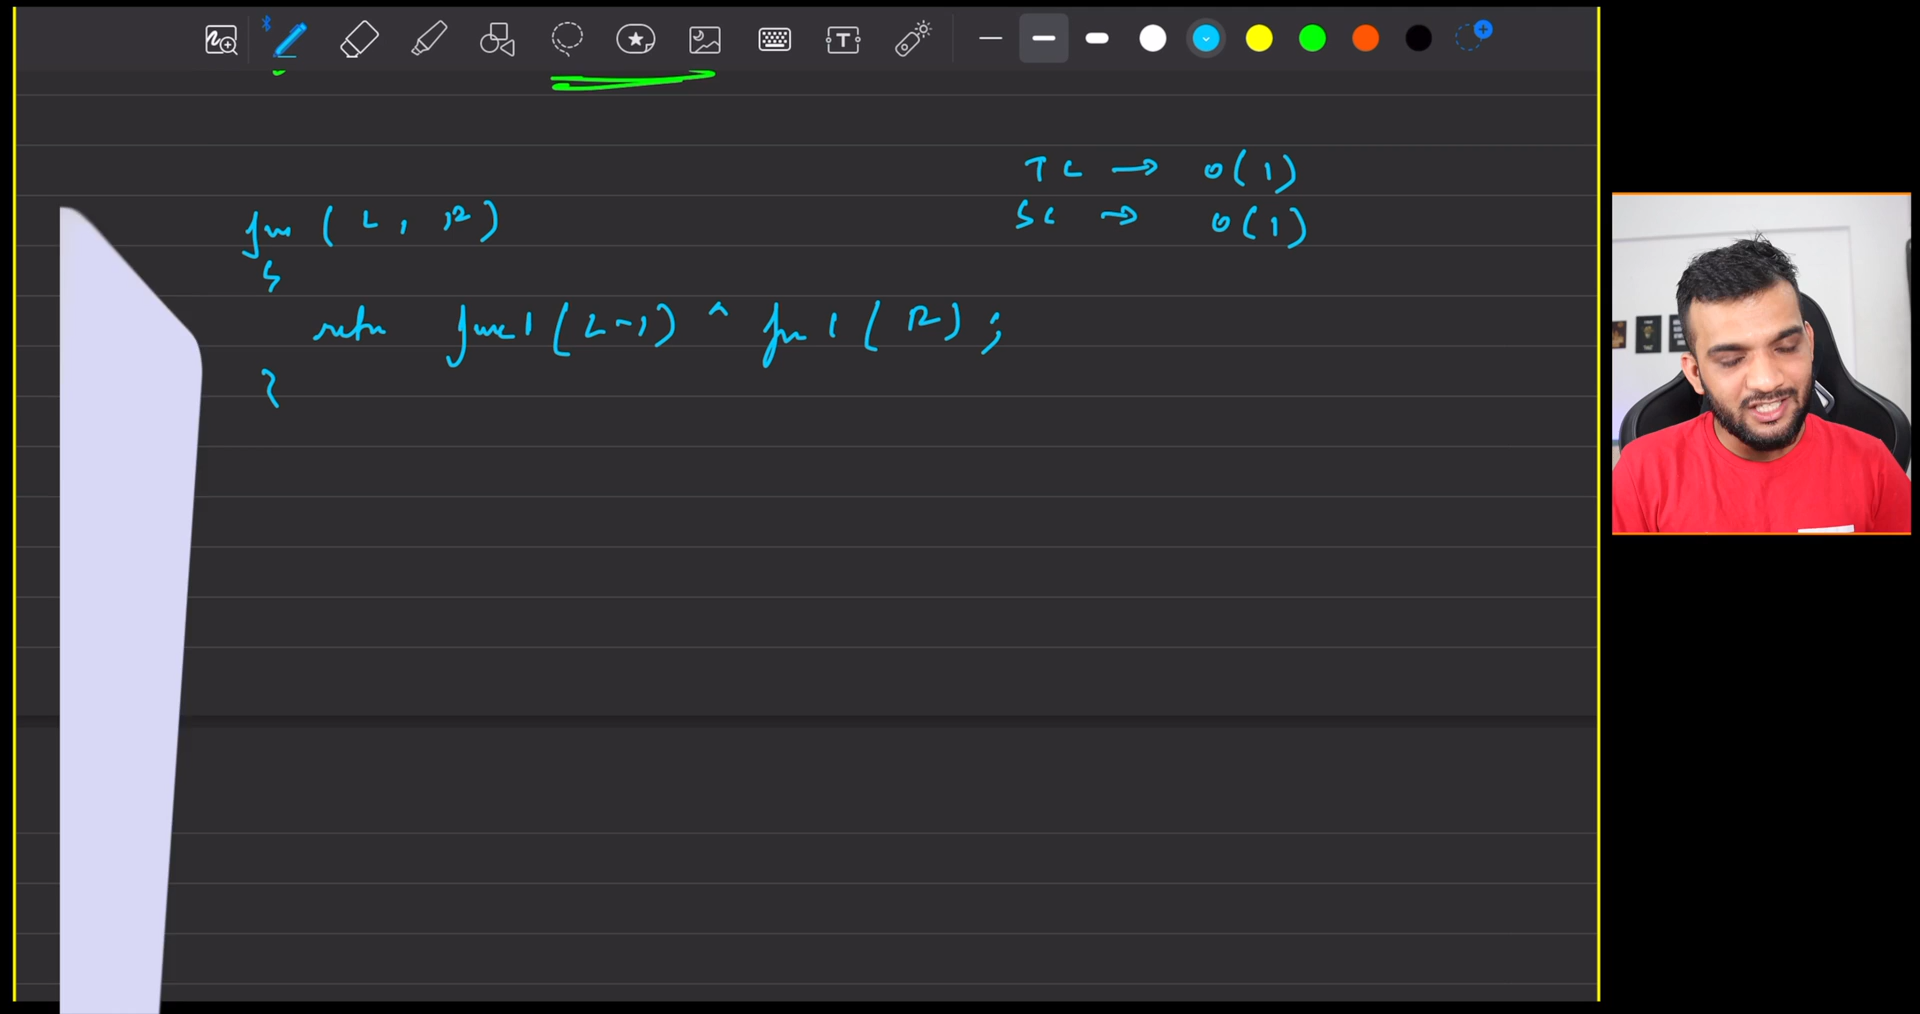 TC → O(1)
SC → O(1)
fun (L, R)
{
return func1(L-1) ^ fun1(R);
}